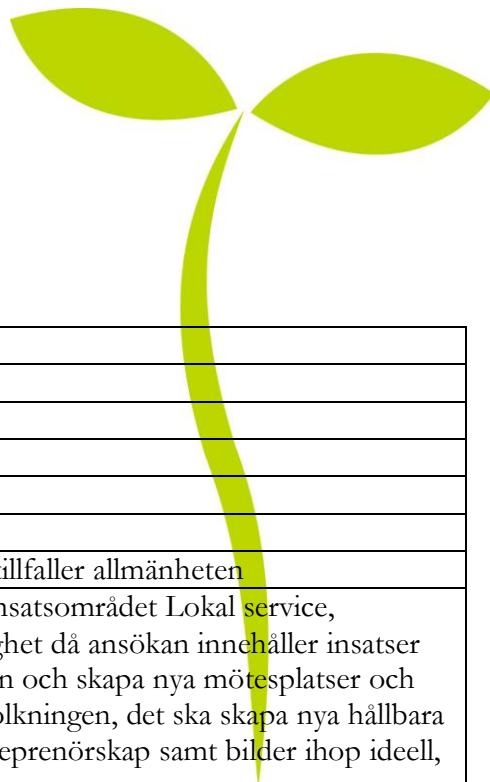 tillfaller allmänheten
nsatsområdet Lokal service,
ghet då ansökan innehåller insatser
n och skapa nya mötesplatser och
olkningen, det ska skapa nya hållbara
eprenörskap samt bilder ihop ideell,